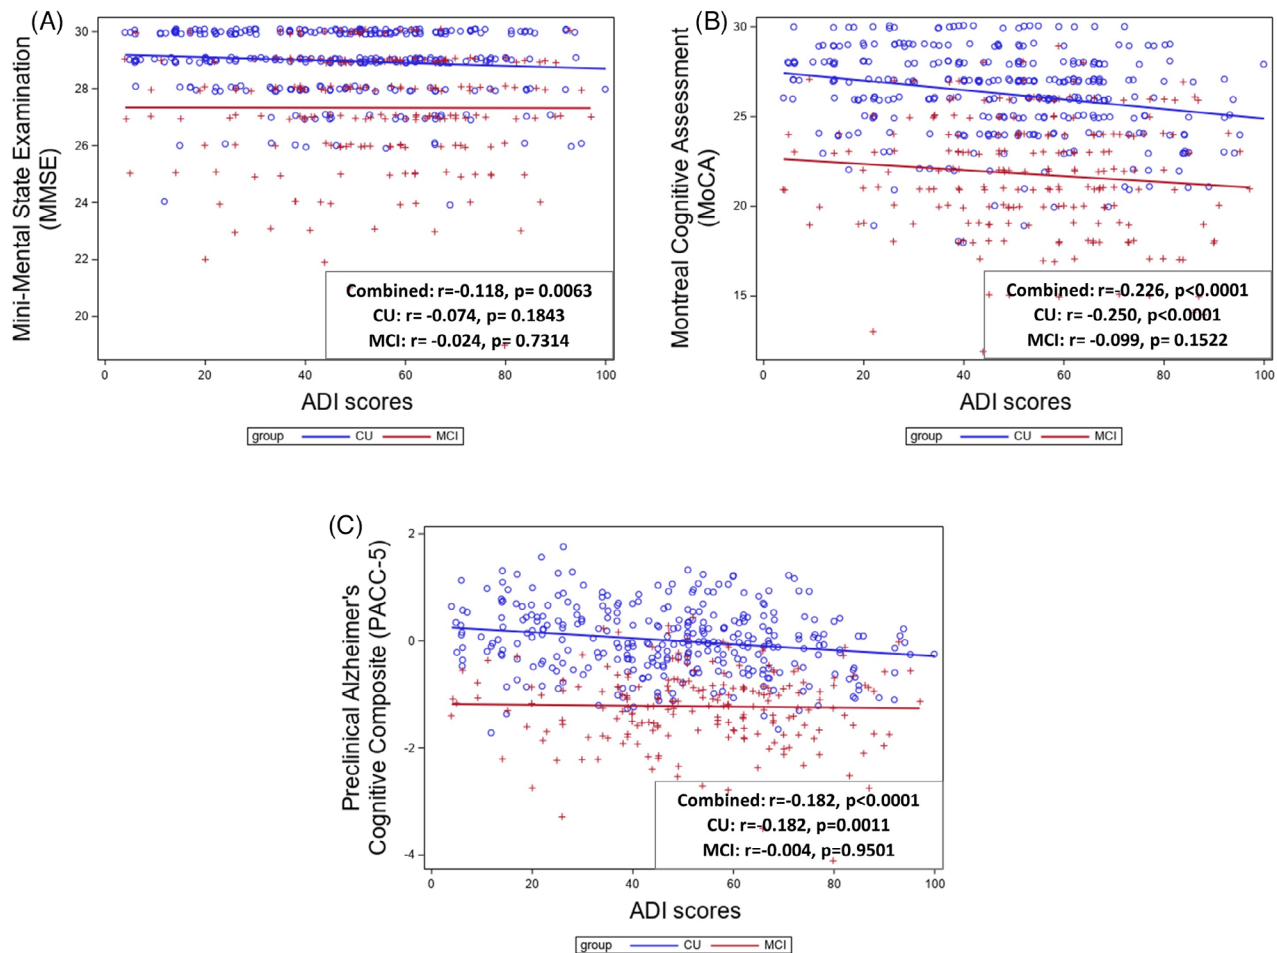 (A)
Mini-Mental State Examination
(MMSE)
30
28
26
24
22
20
Combined: r=-0.118, p= 0.0063
CU: r= -0.074, p= 0.1843
MCI: r= -0.024, p= 0.7314
0 20 40 60 80 100
ADI scores
group CU MCI
(B)
Montreal Cognitive Assessment
(MoCA)
30
25
20
15
Combined: r=-0.226, p<0.0001
CU: r= -0.250, p<0.0001
MCI: r= -0.099, p= 0.1522
0 20 40 60 80 100
ADI scores
group CU MCI
(C)
Preclinical Alzheimer's
Cognitive Composite (PACC-5)
2
0
-2
-4
Combined: r=-0.182, p<0.0001
CU: r=-0.182, p=0.0011
MCI: r=-0.004, p=0.9501
0 20 40 60 80 100
ADI scores
group CU MCI